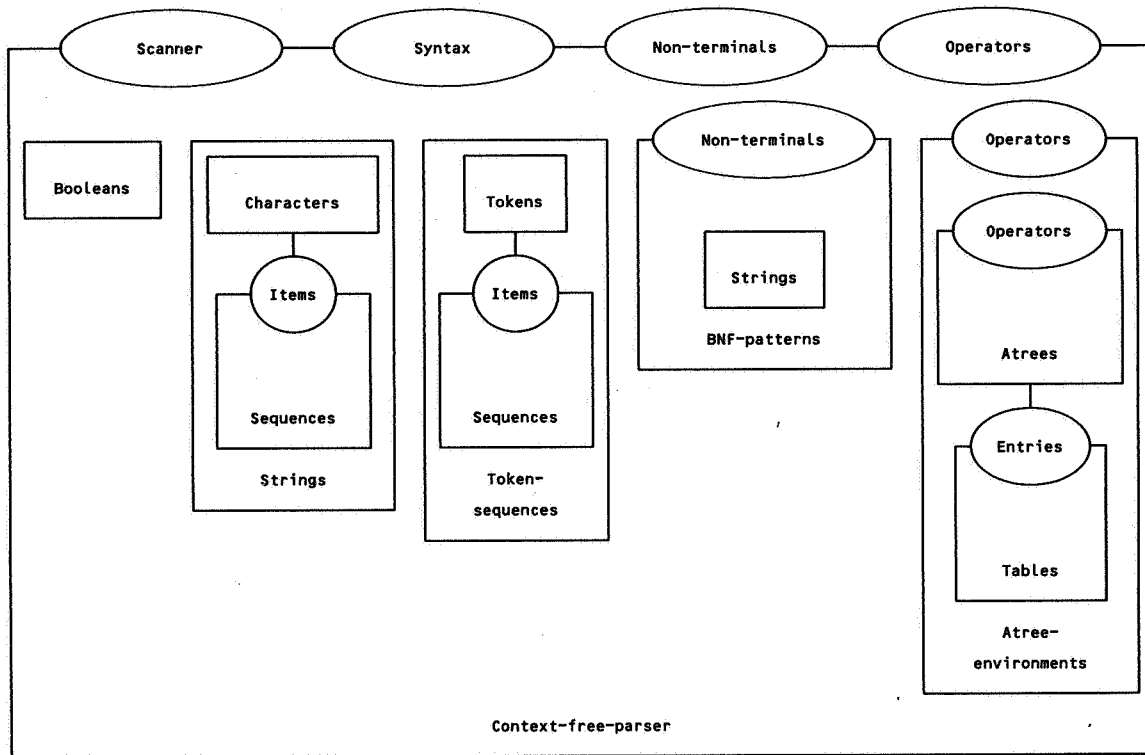 Scanner
Syntax
Non-terminals
Operators
Booleans
Characters
Items
Sequences
Strings
Tokens
Items
Sequences
Token-
sequences
Non-terminals
Strings
BNF-patterns
Operators
Operators
Atrees
Entries
Tables
Atree-
environments
Context-free-parser